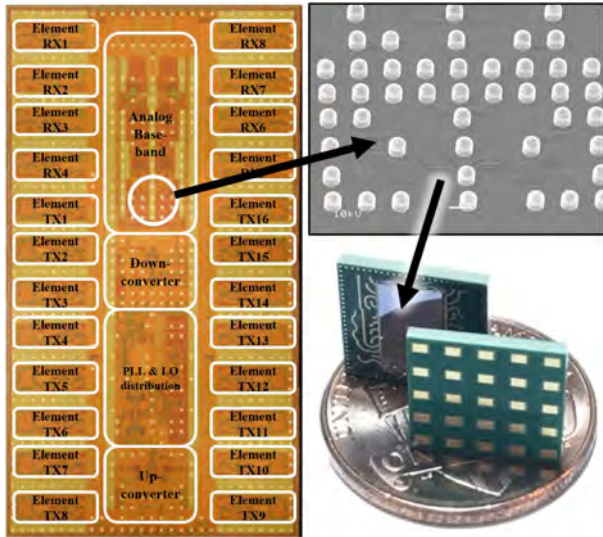 Element
RX1
Element
RX2
Element
RX3
Element
RX4
Element
TX1
Element
TX2
Element
TX3
Element
TX4
Element
TX5
Element
TX6
Element
TX7
Element
TX8
Analog
Base-
band
Down-
converter
PLL & LO
distribution
Up-
converter
Element
RX8
Element
RX7
Element
RX6
Element
TX16
Element
TX15
Element
TX14
Element
TX13
Element
TX12
Element
TX11
Element
TX10
Element
TX9
10kU